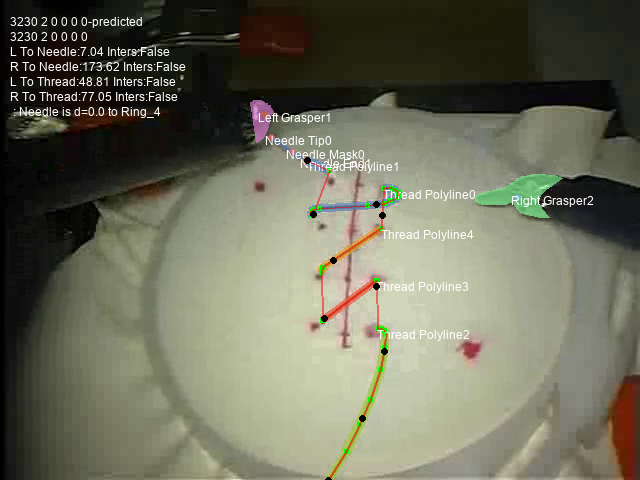 3230 2 0 0 0 0-predicted
3230 2 0 0 0 0
L To Needle:7.04 Inters:False
R To Needle:173.62 Inters:False
L To Thread:48.81 Inters:False
R To Thread:77.05 Inters:False
: Needle is d=0.0 to Ring_4
Left Grasper1
Needle Tip0
Needle Mask0
Thread Polyline1
Thread Polyline0
Right Grasper2
Thread Polyline4
Thread Polyline3
Thread Polyline2